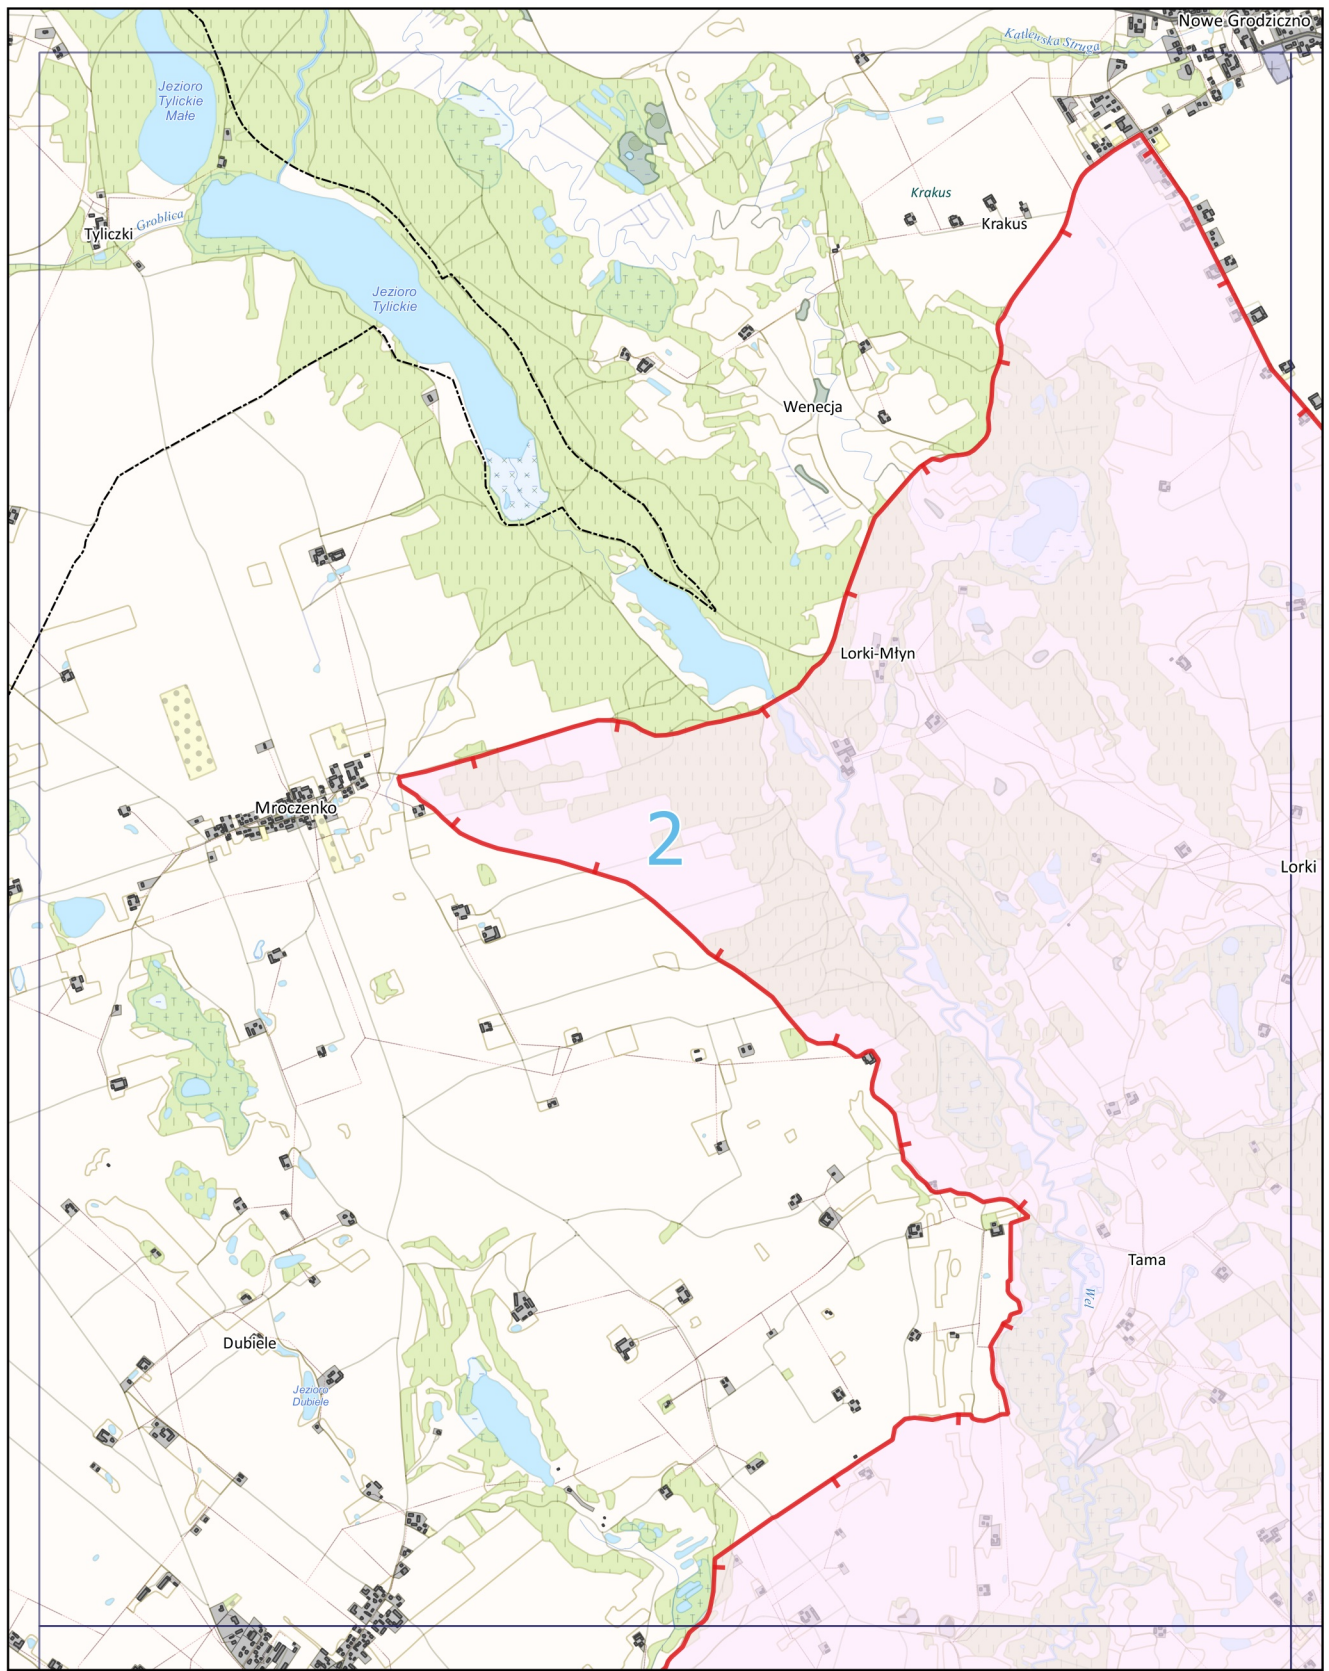 Nowe Grodziczno
Katlewska Struga
Jezioro
Tylickie
Małe
Krakus
Krakus
Groblica
Tyliczki
Jezioro
Tylickie
Wenecja
Lorki-Młyn
Mroczenko
2
Lorki
Tama
Wel
Dubiele
Jezioro
Dubiele